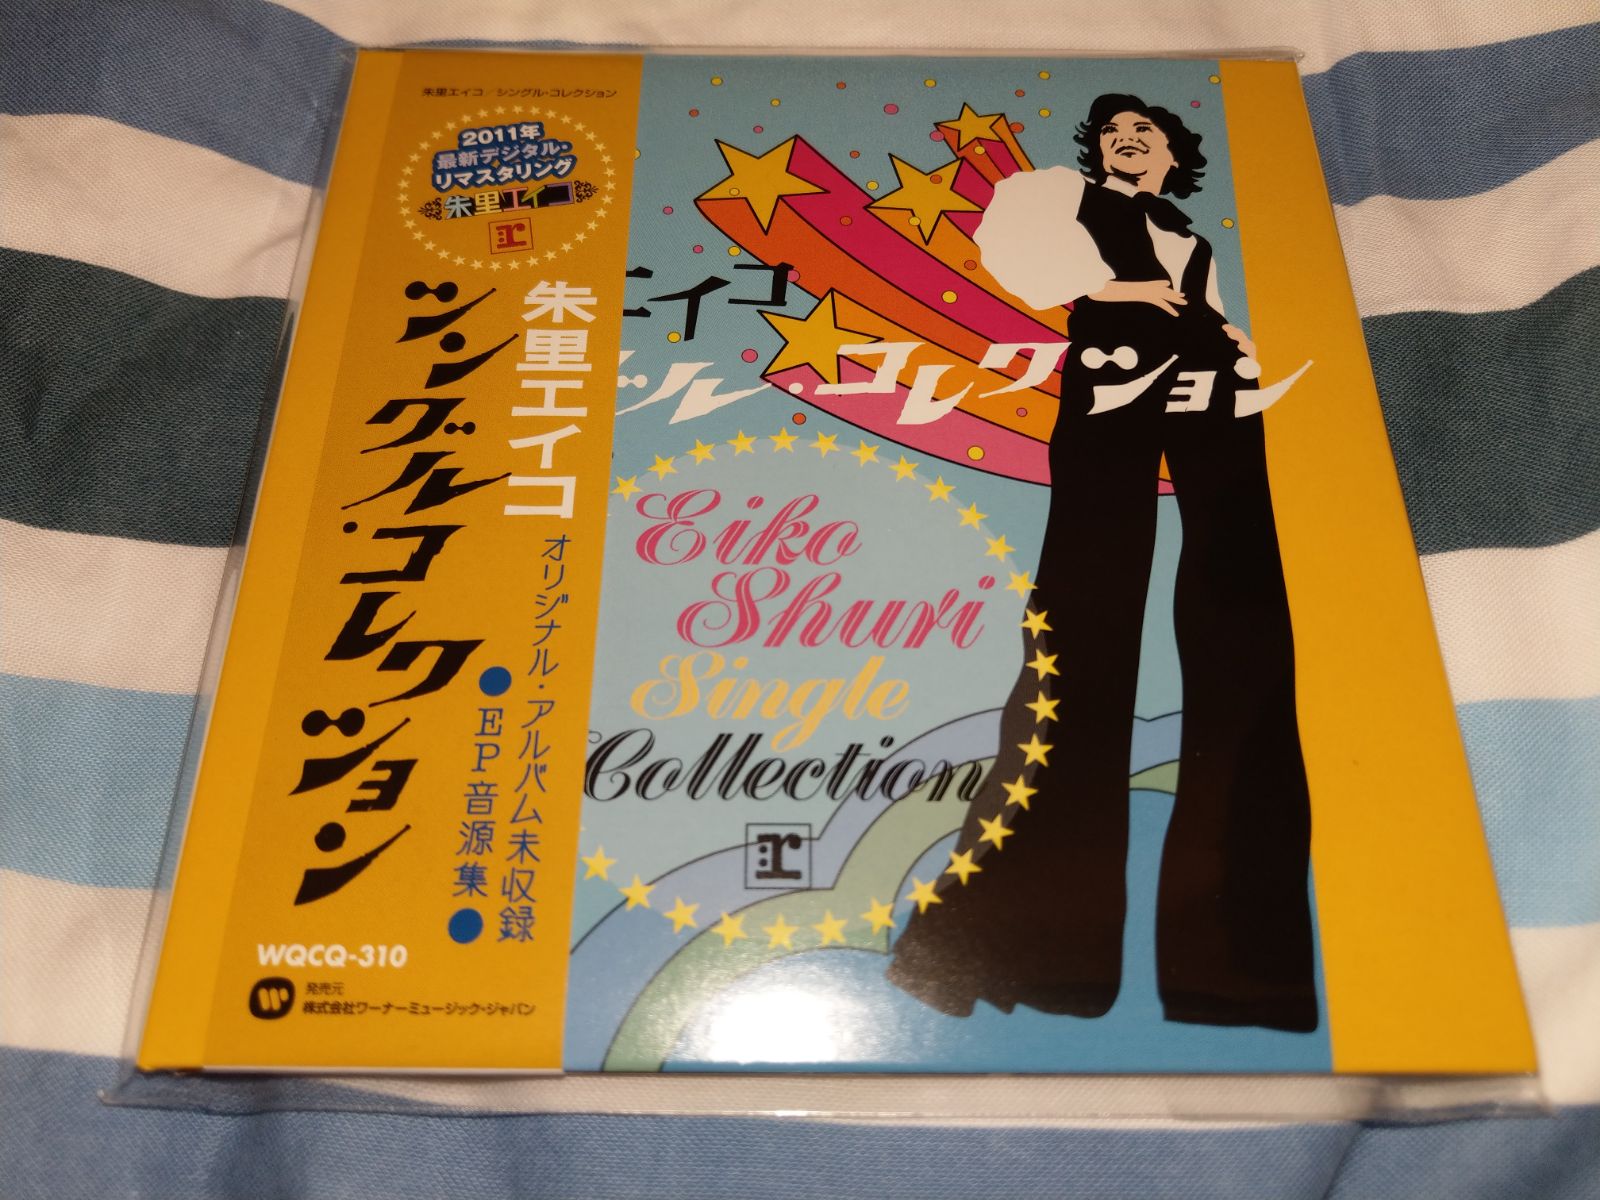 朱里エイコ/シングル・コレクション
2011年
最新デジタル・
リマスタリング
朱里エイコ
r
シングル・コレクション
朱里エイコ
オリジナル・アルバム未収録
●EP音源集●
WQCQ-310
発売元
株式会社ワーナーミュージック・ジャパン
エイコ
ル・コレクション
Eiko
Shuri
Single
Collection
r